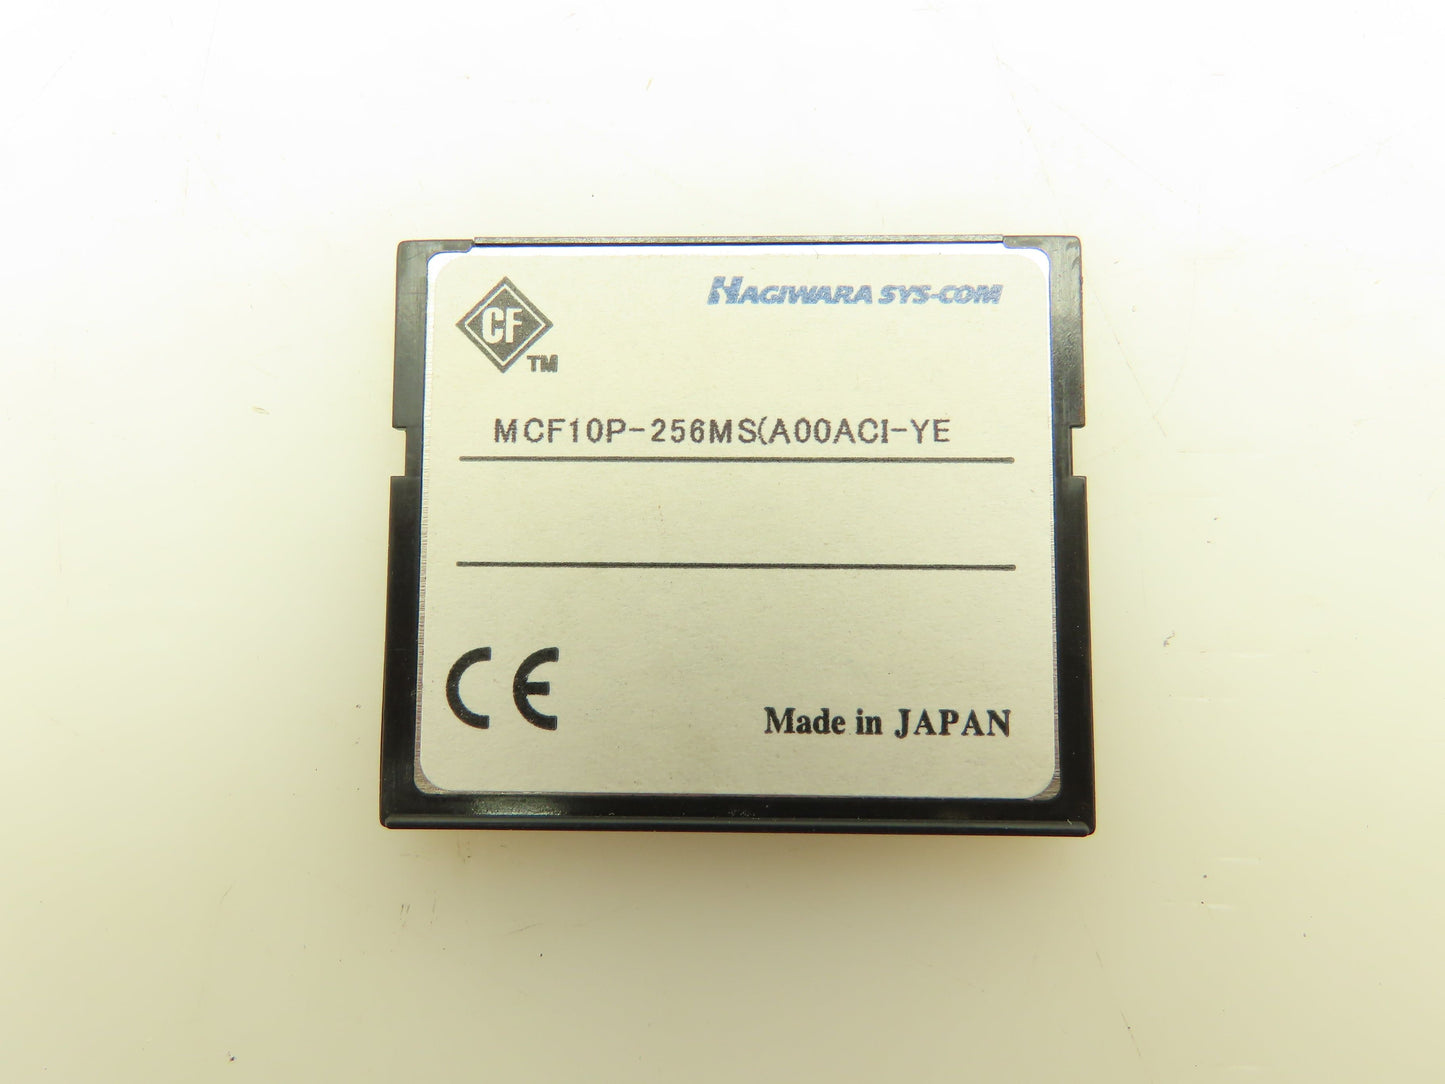 CF TM
HAGIWARA SYS-COM
MCF10P-256MS(A00ACI-YE
CE
Made in JAPAN